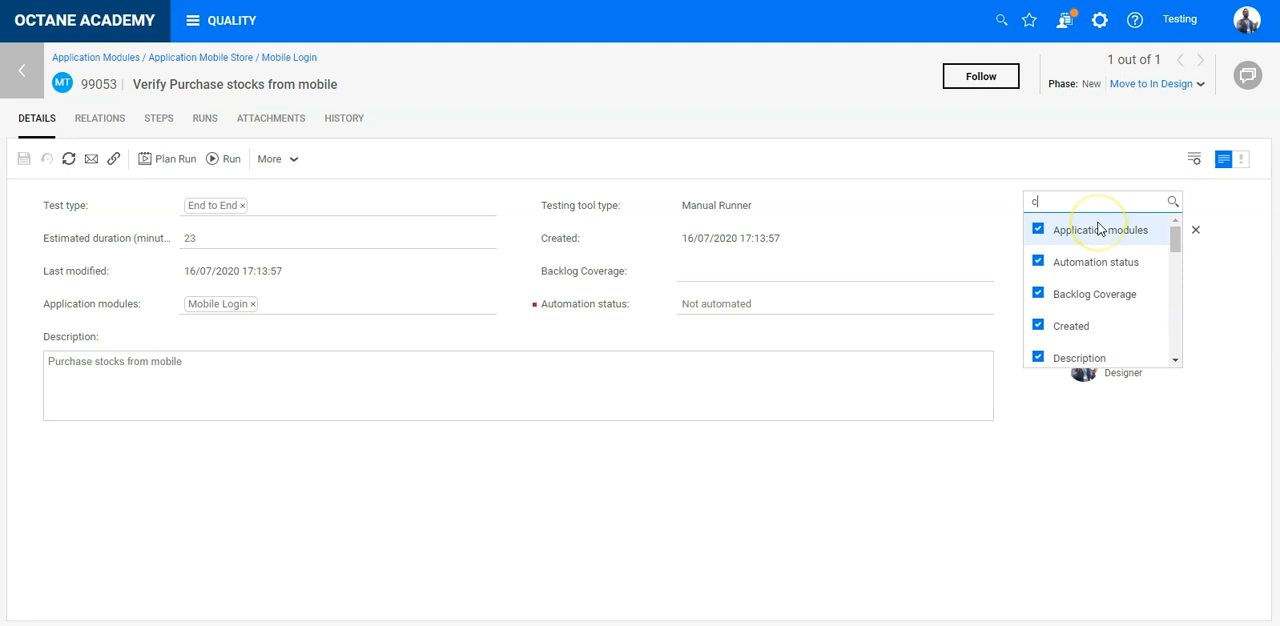 OCTANE ACADEMY
QUALITY
Testing
Application Modules / Application Mobile Store / Mobile Login
MT 99053 | Verify Purchase stocks from mobile
Follow
1 out of 1
Phase: New Move to In Design
DETAILS RELATIONS STEPS RUNS ATTACHMENTS HISTORY
Plan Run Run More
Test type: End to End ×
Testing tool type: Manual Runner
Estimated duration (minut... 23
Created: 16/07/2020 17:13:57
Last modified: 16/07/2020 17:13:57
Backlog Coverage:
Application modules: Mobile Login ×
Automation status: Not automated
Description:
Purchase stocks from mobile
c
Application modules
Automation status
Backlog Coverage
Created
Description
Designer